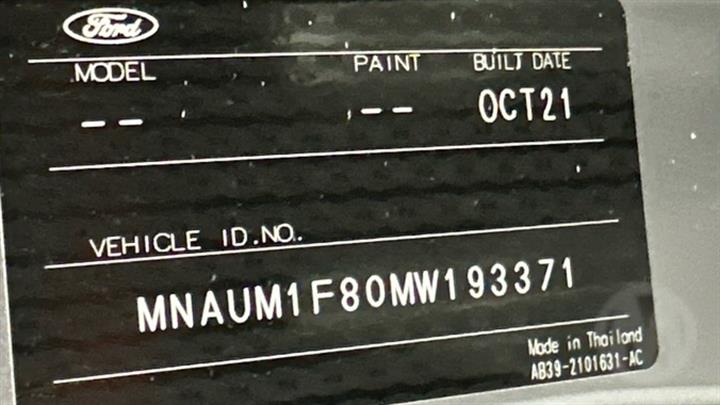 Ford
MODEL PAINT BUILT DATE
-- -- OCT21
VEHICLE ID.NO..
MNAUM1F80MW193371
Made in Thailand
AB39-2101631-AC